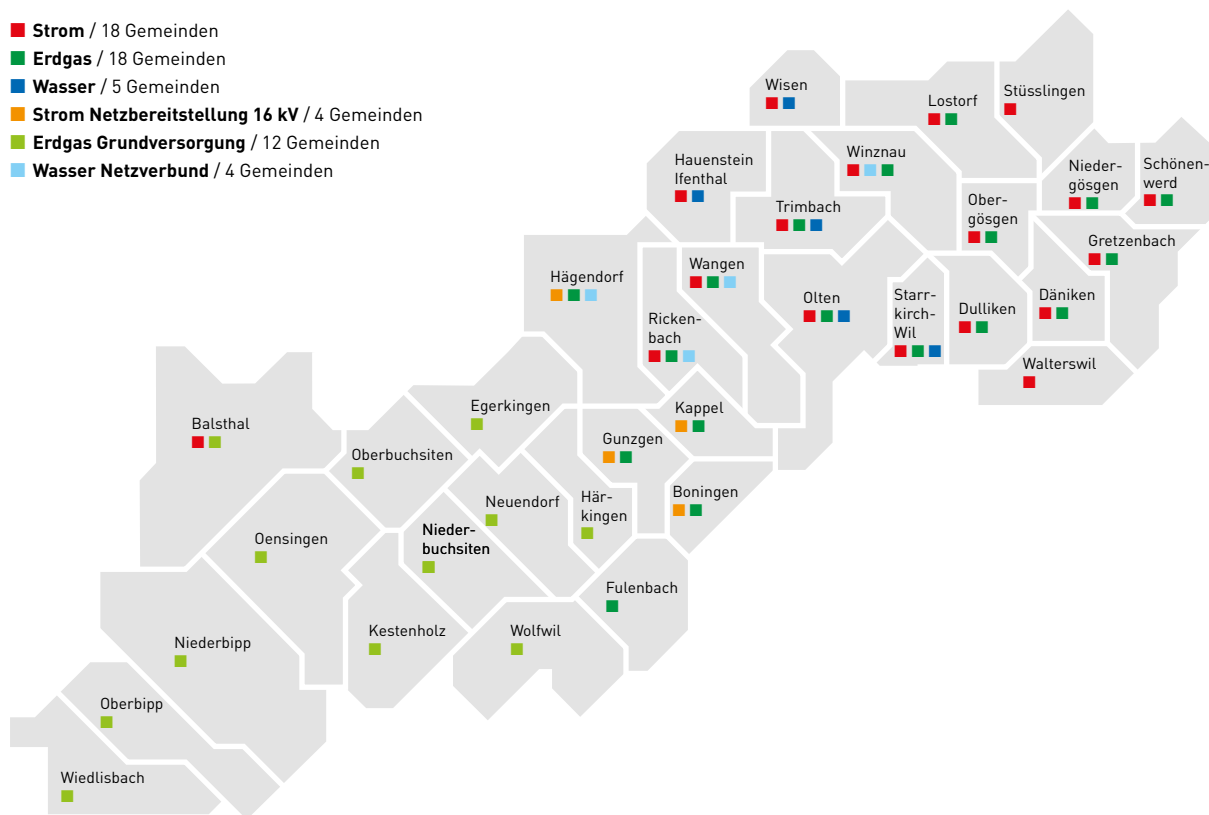 Strom / 18 Gemeinden
Erdgas / 18 Gemeinden
Wasser / 5 Gemeinden
Strom Netzbereitstellung 16 kV / 4 Gemeinden
Erdgas Grundversorgung / 12 Gemeinden
Wasser Netzverbund / 4 Gemeinden
Wisen
Lostorf
Stüsslingen
Hauenstein
Ifenthal
Winznau
Nieder-
gösgen
Schönen-
werd
Trimbach
Ober-
gösgen
Gretzenbach
Hägendorf
Wangen
Olten
Starr-
kirch-
Wil
Dulliken
Däniken
Ricken-
bach
Walterswil
Balsthal
Egerkingen
Kappel
Gunzgen
Oberbuchsiten
Neuendorf
Här-
kingen
Boningen
Oensingen
Nieder-
buchsiten
Fulenbach
Niederbipp
Kestenholz
Wolfwil
Oberbipp
Wiedlisbach